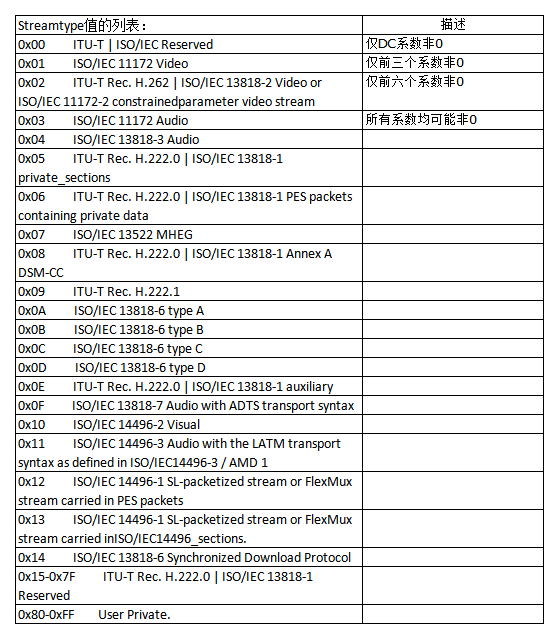 Streamtype值的列表： 描述
0x00 ITU-T | ISO/IEC Reserved 仅DC系数非0
0x01 ISO/IEC 11172 Video 仅前三个系数非0
0x02 ITU-T Rec. H.262 | ISO/IEC 13818-2 Video or 仅前六个系数非0
ISO/IEC 11172-2 constrainedparameter video stream
0x03 ISO/IEC 11172 Audio 所有系数均可能非0
0x04 ISO/IEC 13818-3 Audio
0x05 ITU-T Rec. H.222.0 | ISO/IEC 13818-1
private_sections
0x06 ITU-T Rec. H.222.0 | ISO/IEC 13818-1 PES packets
containing private data
0x07 ISO/IEC 13522 MHEG
0x08 ITU-T Rec. H.222.0 | ISO/IEC 13818-1 Annex A
DSM-CC
0x09 ITU-T Rec. H.222.1
0x0A ISO/IEC 13818-6 type A
0x0B ISO/IEC 13818-6 type B
0x0C ISO/IEC 13818-6 type C
0x0D ISO/IEC 13818-6 type D
0x0E ITU-T Rec. H.222.0 | ISO/IEC 13818-1 auxiliary
0x0F ISO/IEC 13818-7 Audio with ADTS transport syntax
0x10 ISO/IEC 14496-2 Visual
0x11 ISO/IEC 14496-3 Audio with the LATM transport
syntax as defined in ISO/IEC14496-3 / AMD 1
0x12 ISO/IEC 14496-1 SL-packetized stream or FlexMux
stream carried in PES packets
0x13 ISO/IEC 14496-1 SL-packetized stream or FlexMux
stream carried inISO/IEC14496_sections.
0x14 ISO/IEC 13818-6 Synchronized Download Protocol
0x15-0x7F ITU-T Rec. H.222.0 | ISO/IEC 13818-1
Reserved
0x80-0xFF User Private.